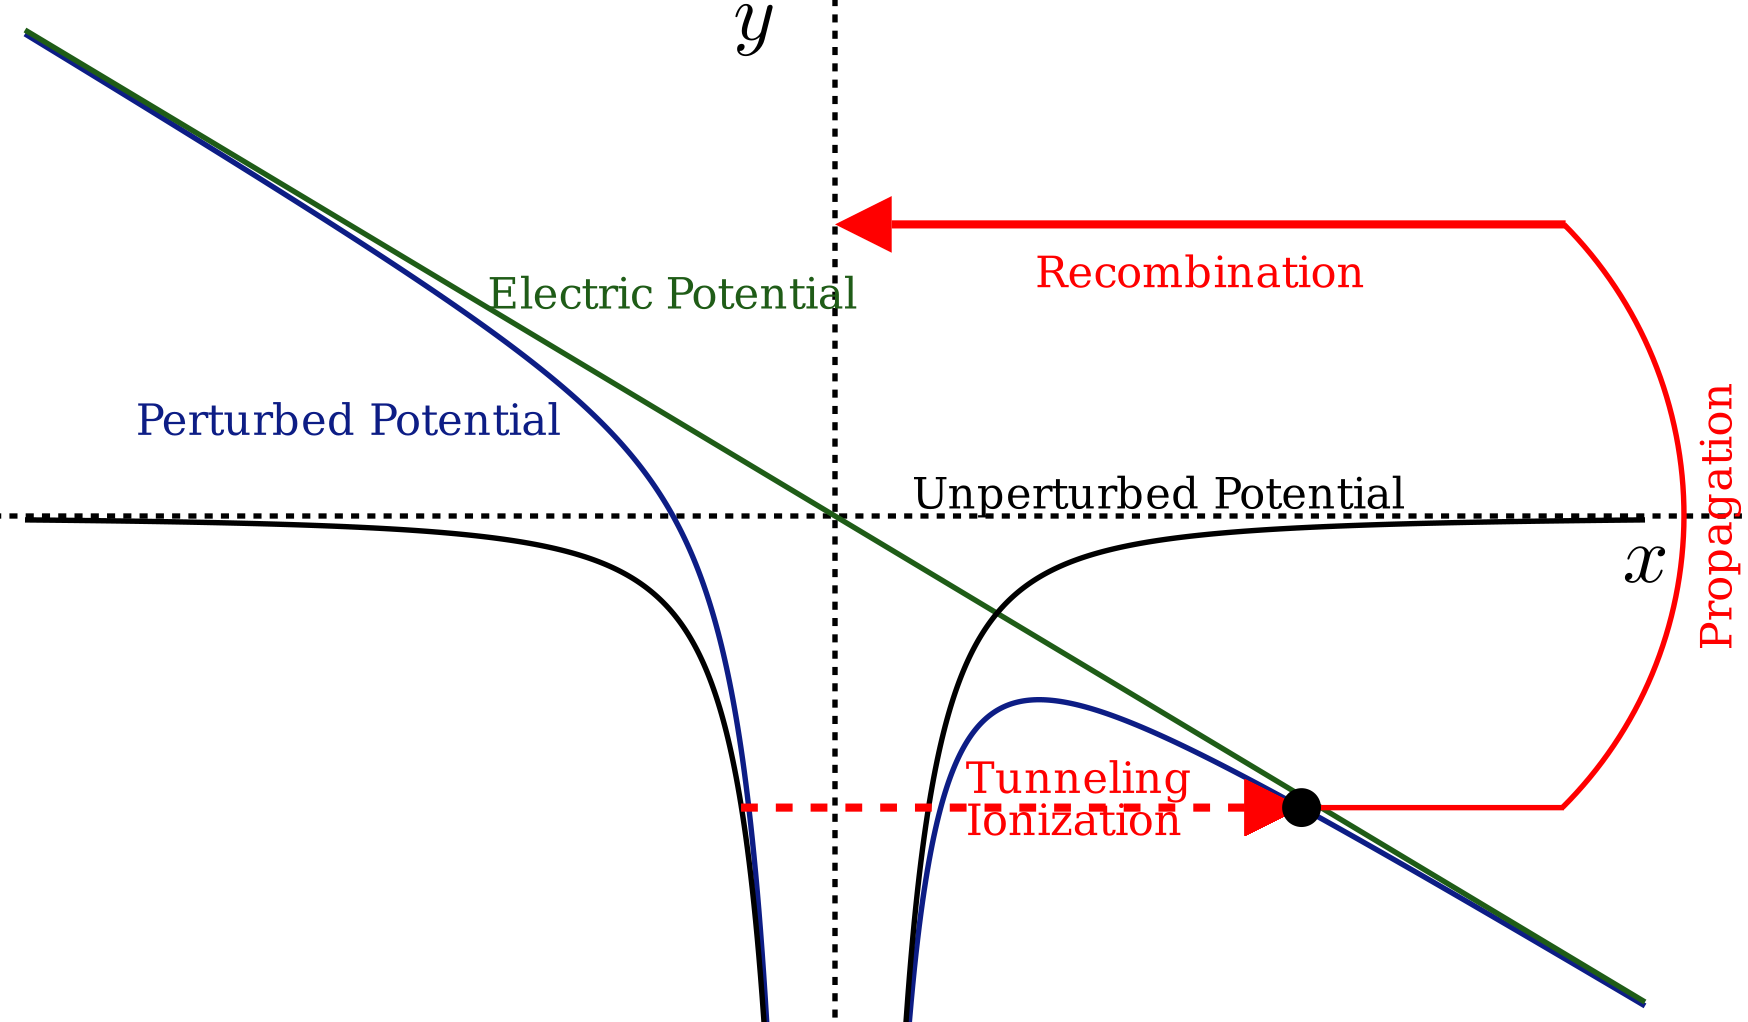 y
Recombination
Electric Potential
Perturbed Potential
Unperturbed Potential
x
Propagation
Tunneling
Ionization